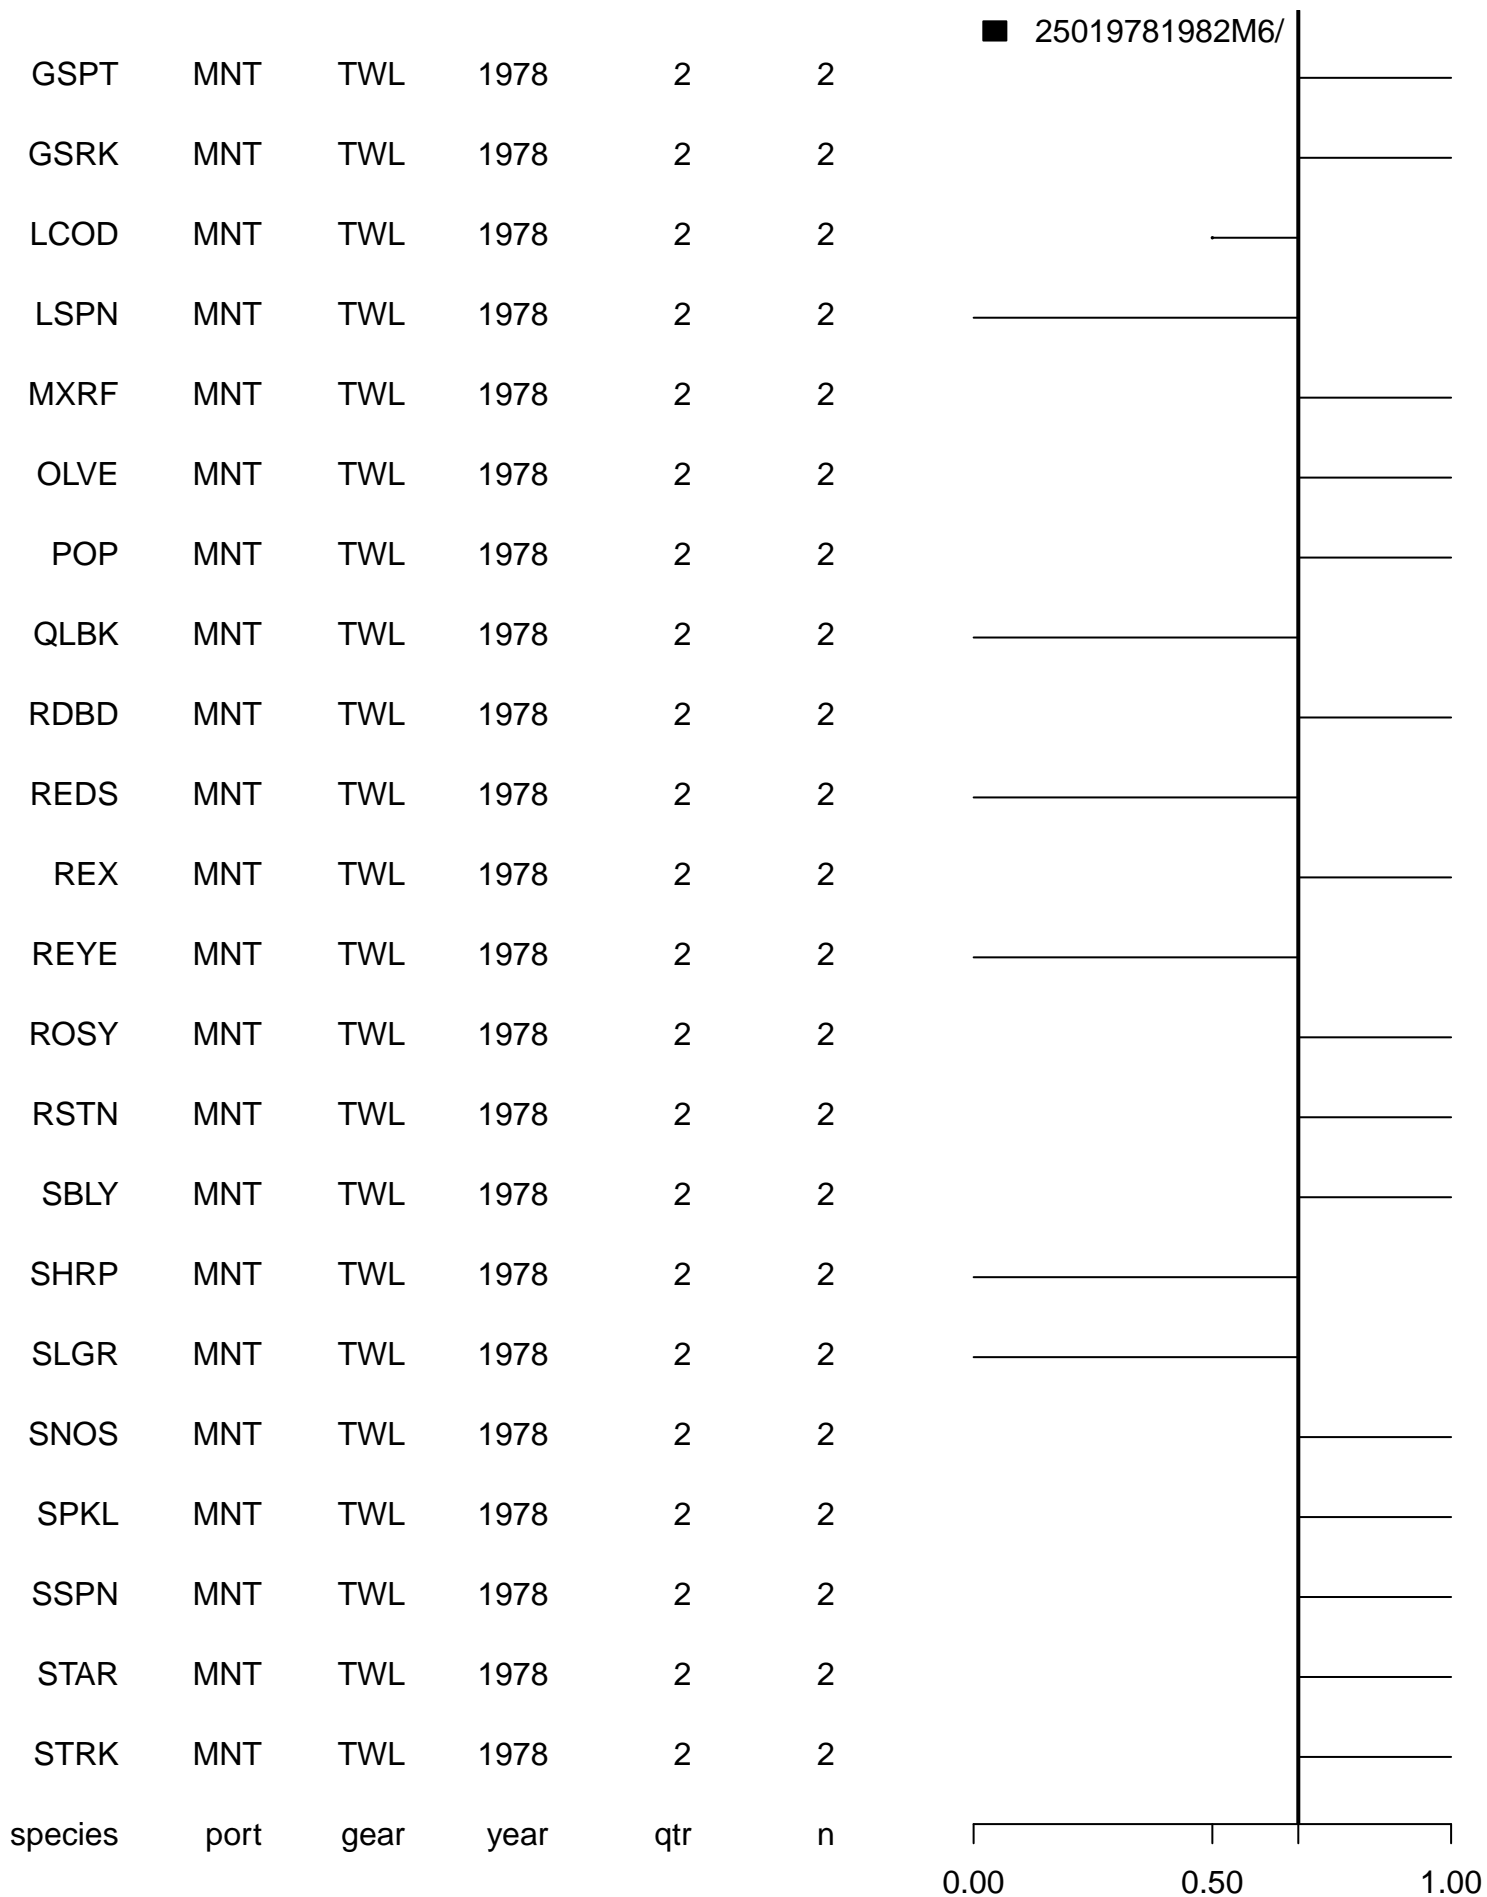 25019781982M6/
GSPT MNT TWL 1978 2 2
GSRK MNT TWL 1978 2 2
LCOD MNT TWL 1978 2 2
LSPN MNT TWL 1978 2 2
MXRF MNT TWL 1978 2 2
OLVE MNT TWL 1978 2 2
POP MNT TWL 1978 2 2
QLBK MNT TWL 1978 2 2
RDBD MNT TWL 1978 2 2
REDS MNT TWL 1978 2 2
REX MNT TWL 1978 2 2
REYE MNT TWL 1978 2 2
ROSY MNT TWL 1978 2 2
RSTN MNT TWL 1978 2 2
SBLY MNT TWL 1978 2 2
SHRP MNT TWL 1978 2 2
SLGR MNT TWL 1978 2 2
SNOS MNT TWL 1978 2 2
SPKL MNT TWL 1978 2 2
SSPN MNT TWL 1978 2 2
STAR MNT TWL 1978 2 2
STRK MNT TWL 1978 2 2
species port gear year qtr n
0.00 0.50 1.00